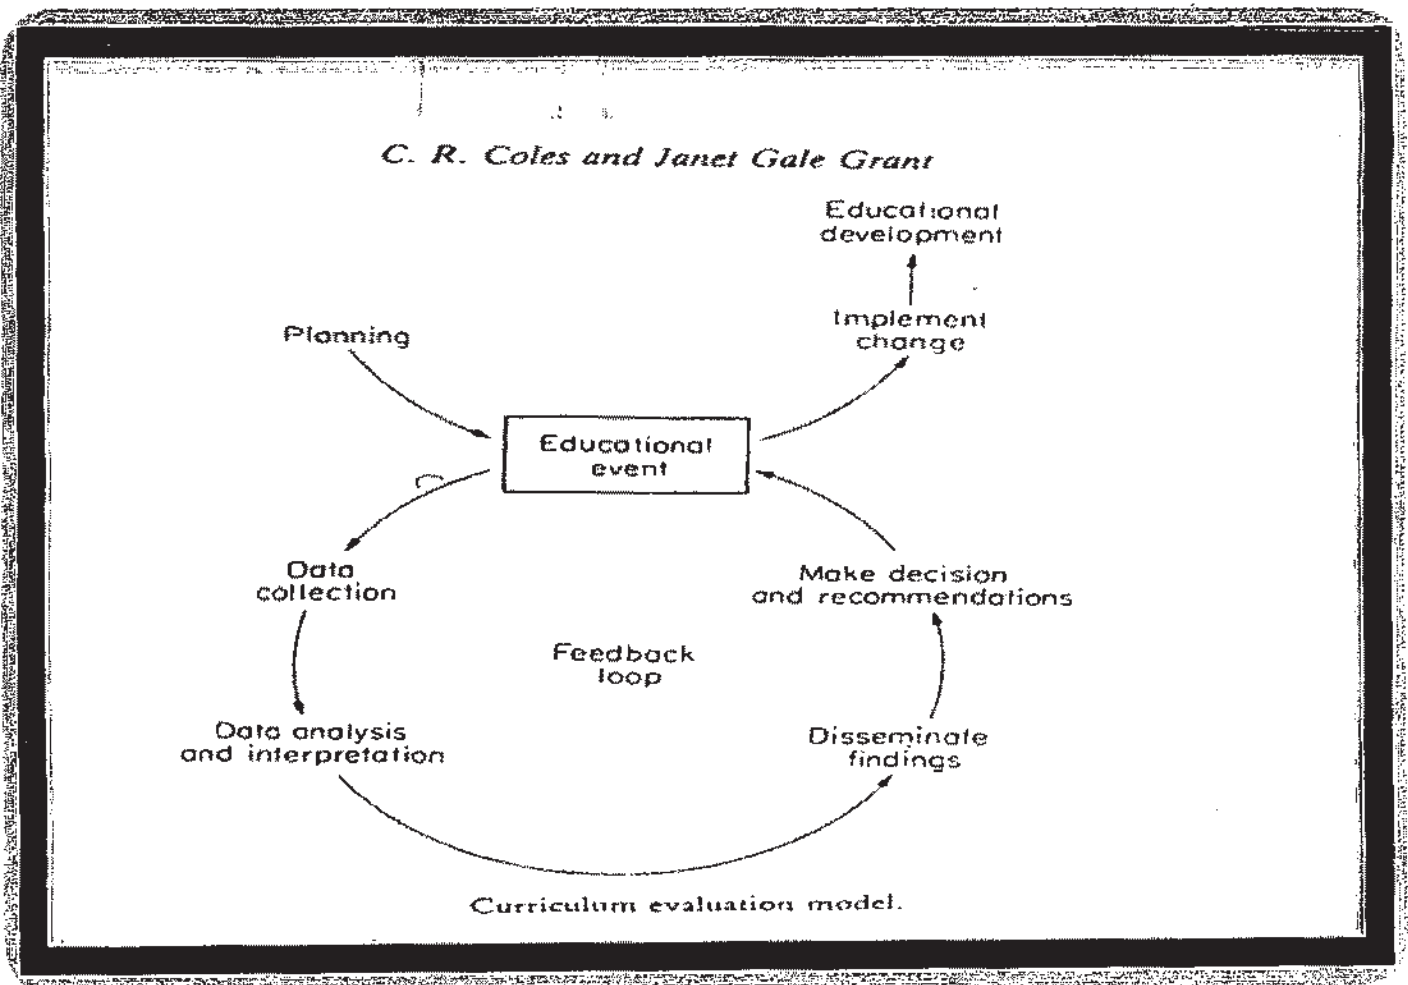 C. R. Coles and Janet Gale Grant
Educational
development
Implement
change
Planning
Educational
event
Data
collection
Make decision
and recommendations
Feedback
loop
Data analysis
and interpretation
Disseminate
findings
Curriculum evaluation model.